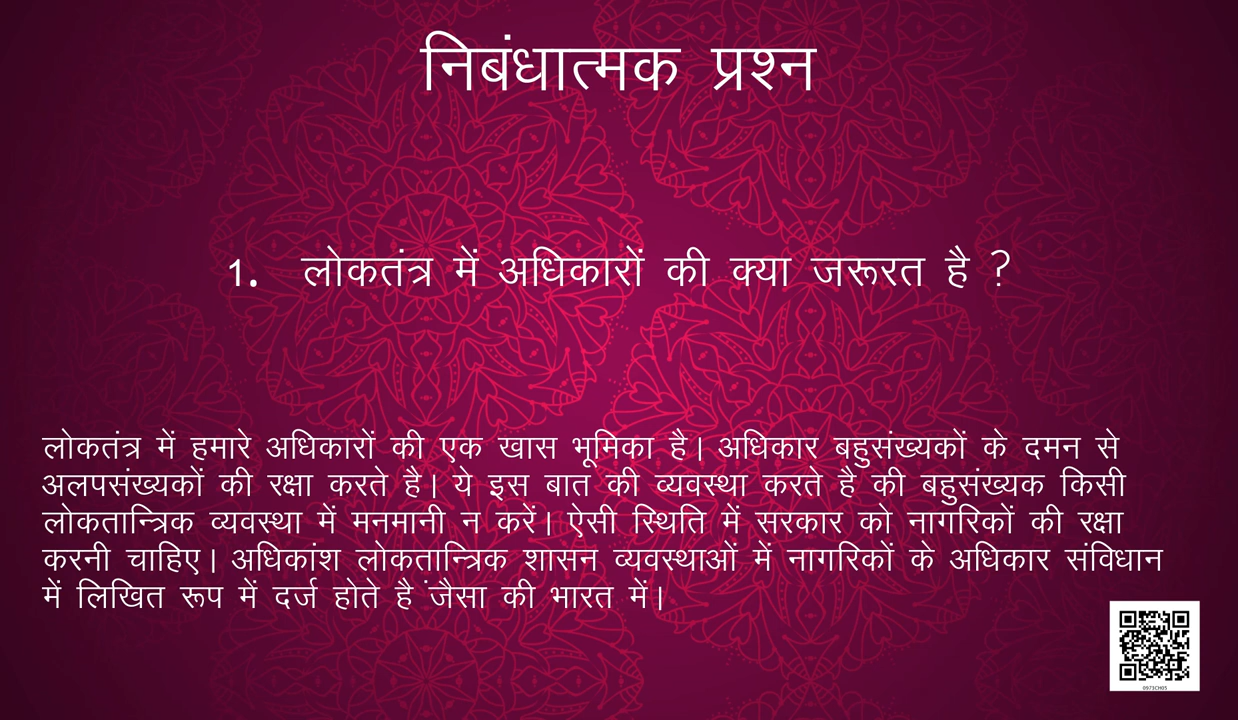 निबंधात्मक प्रश्न
1. लोकतंत्र में अधिकारों की क्या जरूरत है ?
लोकतंत्र में हमारे अधिकारों की एक खास भूमिका है। अधिकार बहुसंख्यकों के दमन से
अलपसंख्यकों की रक्षा करते है। ये इस बात की व्यवस्था करते है की बहुसंख्यक किसी
लोकतान्त्रिक व्यवस्था में मनमानी न करें। ऐसी स्थिति में सरकार को नागरिकों की रक्षा
करनी चाहिए। अधिकांश लोकतान्त्रिक शासन व्यवस्थाओं में नागरिकों के अधिकार संविधान
में लिखित रूप में दर्ज होते है जैसा की भारत में।
0973CH05